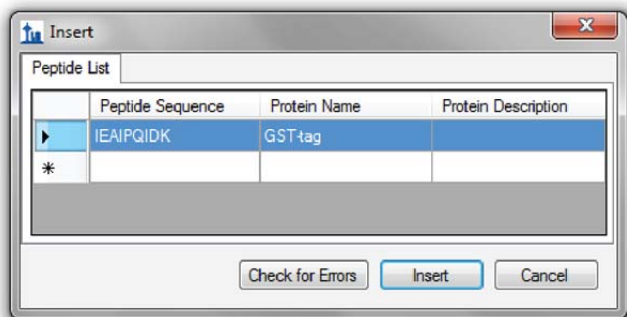 Insert
Peptide List
Peptide Sequence Protein Name Protein Description
IEAIPQIDK GST-tag
*
Check for Errors Insert Cancel